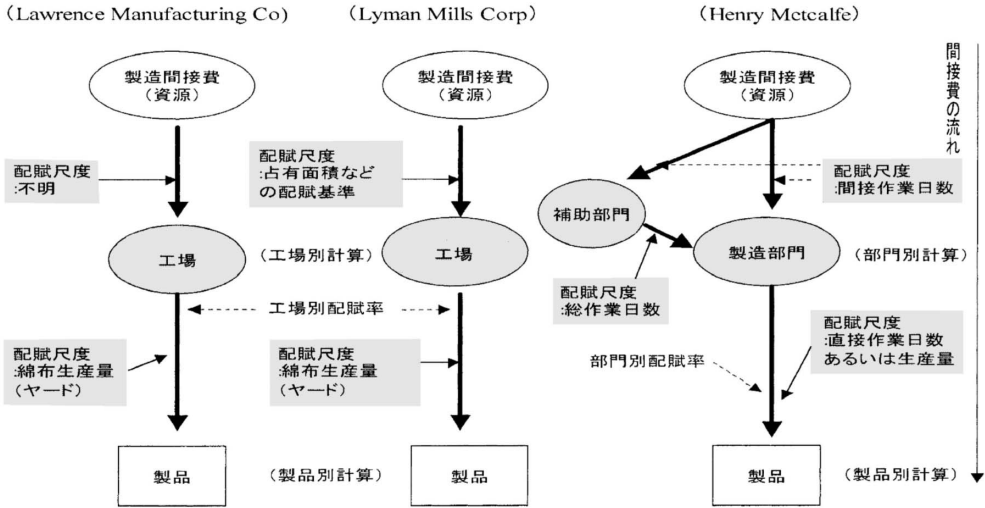 (Lawrence Manufacturing Co)
(Lyman Mills Corp)
(Henry Mctcalfe)
製造間接費
(資源)
製造間接費
(資源)
製造間接費
(資源)
間接費の流れ
配賦尺度
:不明
配賦尺度
:占有面積など
の配賦基準
配賦尺度
:間接作業日数
補助部門
工場
(工場別計算)
工場
製造部門
(部門別計算)
配賦尺度
:総作業日数
工場別配賦率
配賦尺度
:綿布生産量
(ヤード)
配賦尺度
:綿布生産量
(ヤード)
部門別配賦率
配賦尺度
:直接作業日数
あるいは生産量
製品
(製品別計算)
製品
製品
(製品別計算)